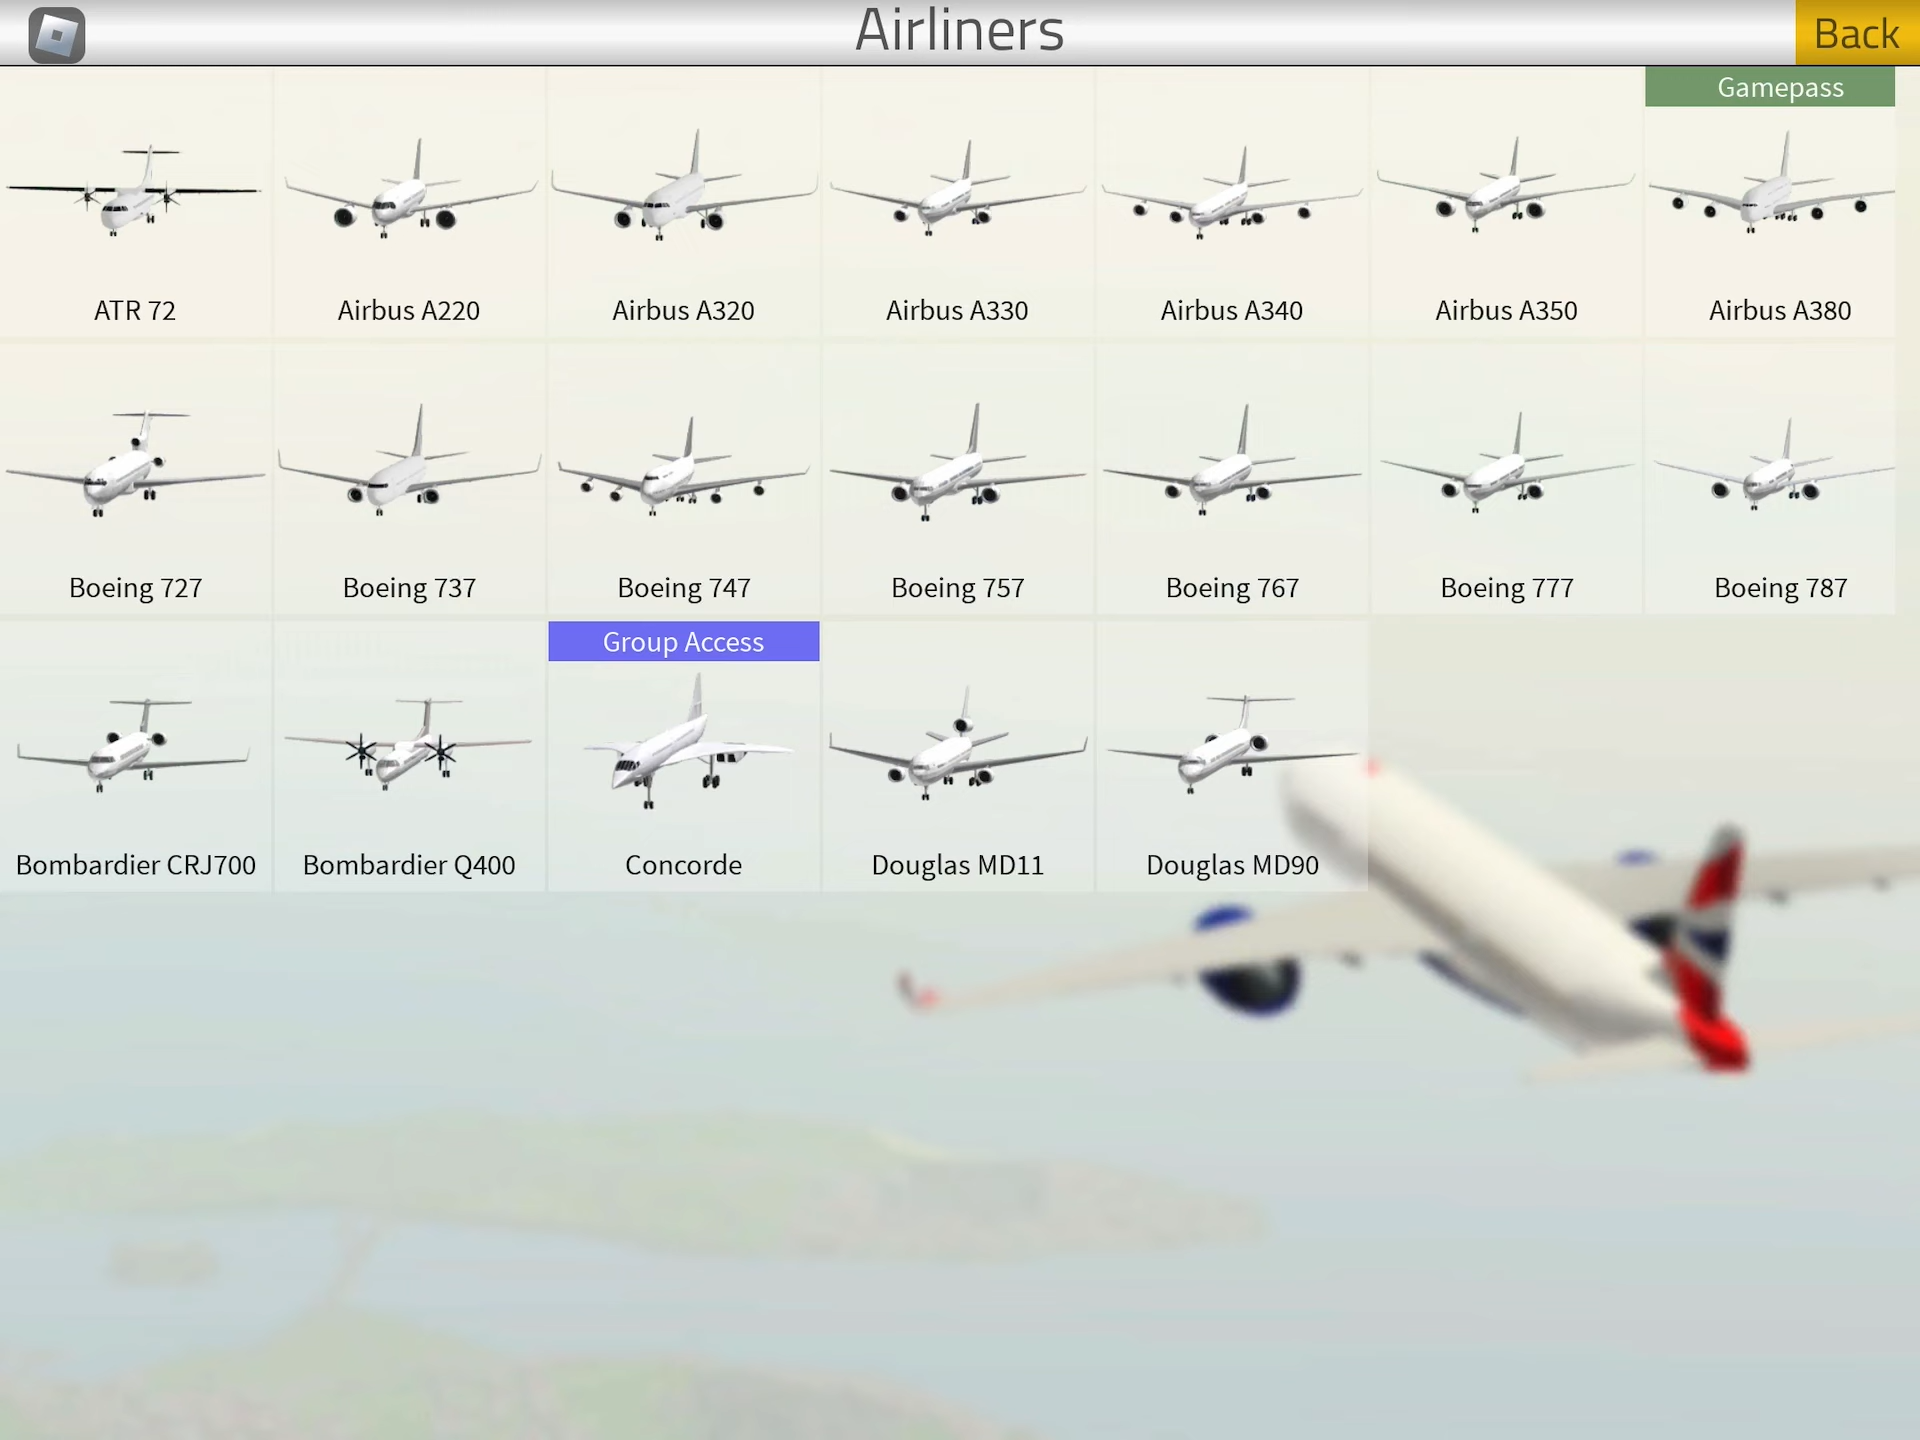 Airliners
Back
Gamepass
ATR 72
Airbus A220
Airbus A320
Airbus A330
Airbus A340
Airbus A350
Airbus A380
Boeing 727
Boeing 737
Boeing 747
Boeing 757
Boeing 767
Boeing 777
Boeing 787
Group Access
Bombardier CRJ700
Bombardier Q400
Concorde
Douglas MD11
Douglas MD90